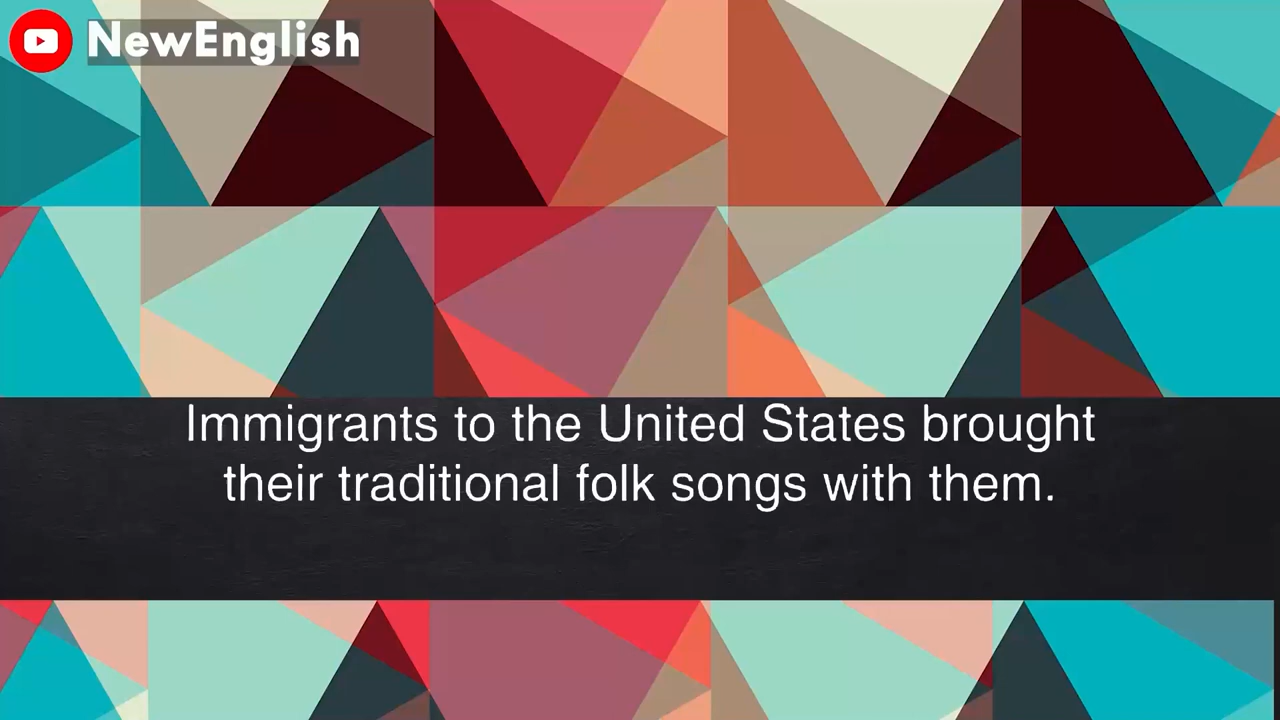 NewEnglish
Immigrants to the United States brought
their traditional folk songs with them.